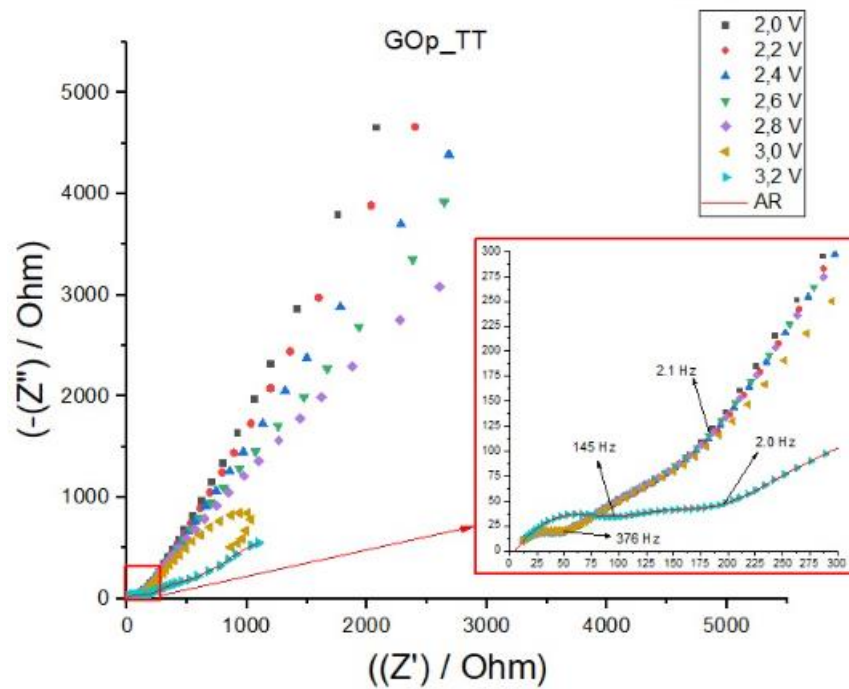 GOp_TT
2,0 V
2,2 V
2,4 V
2,6 V
2,8 V
3,0 V
3,2 V
AR
(-(Z'') / Ohm)
5000
4000
3000
2000
1000
0
0 1000 2000 3000 4000 5000
((Z') / Ohm)
300
275
250
225
200
175
150
125
100
75
50
25
0
0 25 50 75 100 125 150 175 200 225 250 275 300
2.1 Hz
145 Hz
2.0 Hz
376 Hz